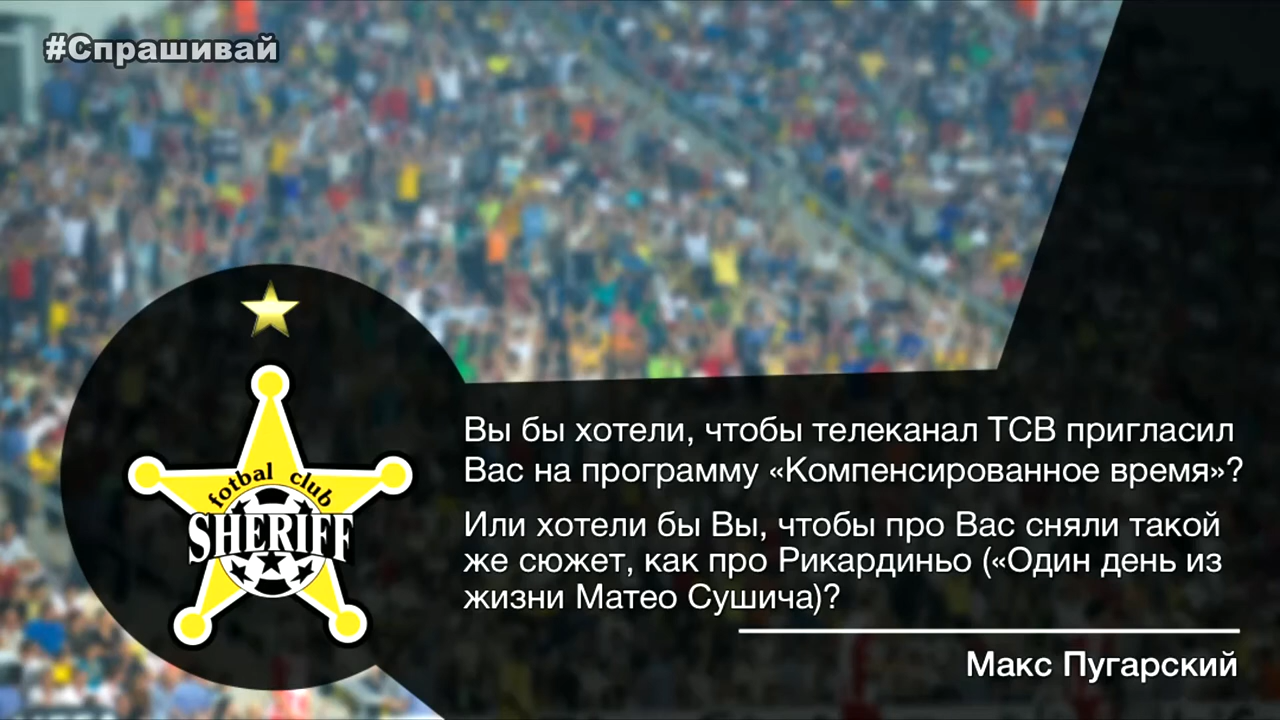 #Спрашивай
fotbal club
SHERIFF
Вы бы хотели, чтобы телеканал ТСВ пригласил
Вас на программу «Компенсированное время»?
Или хотели бы Вы, чтобы про Вас сняли такой
же сюжет, как про Рикардиньо («Один день из
жизни Матео Сушича)?
Макс Пугарский